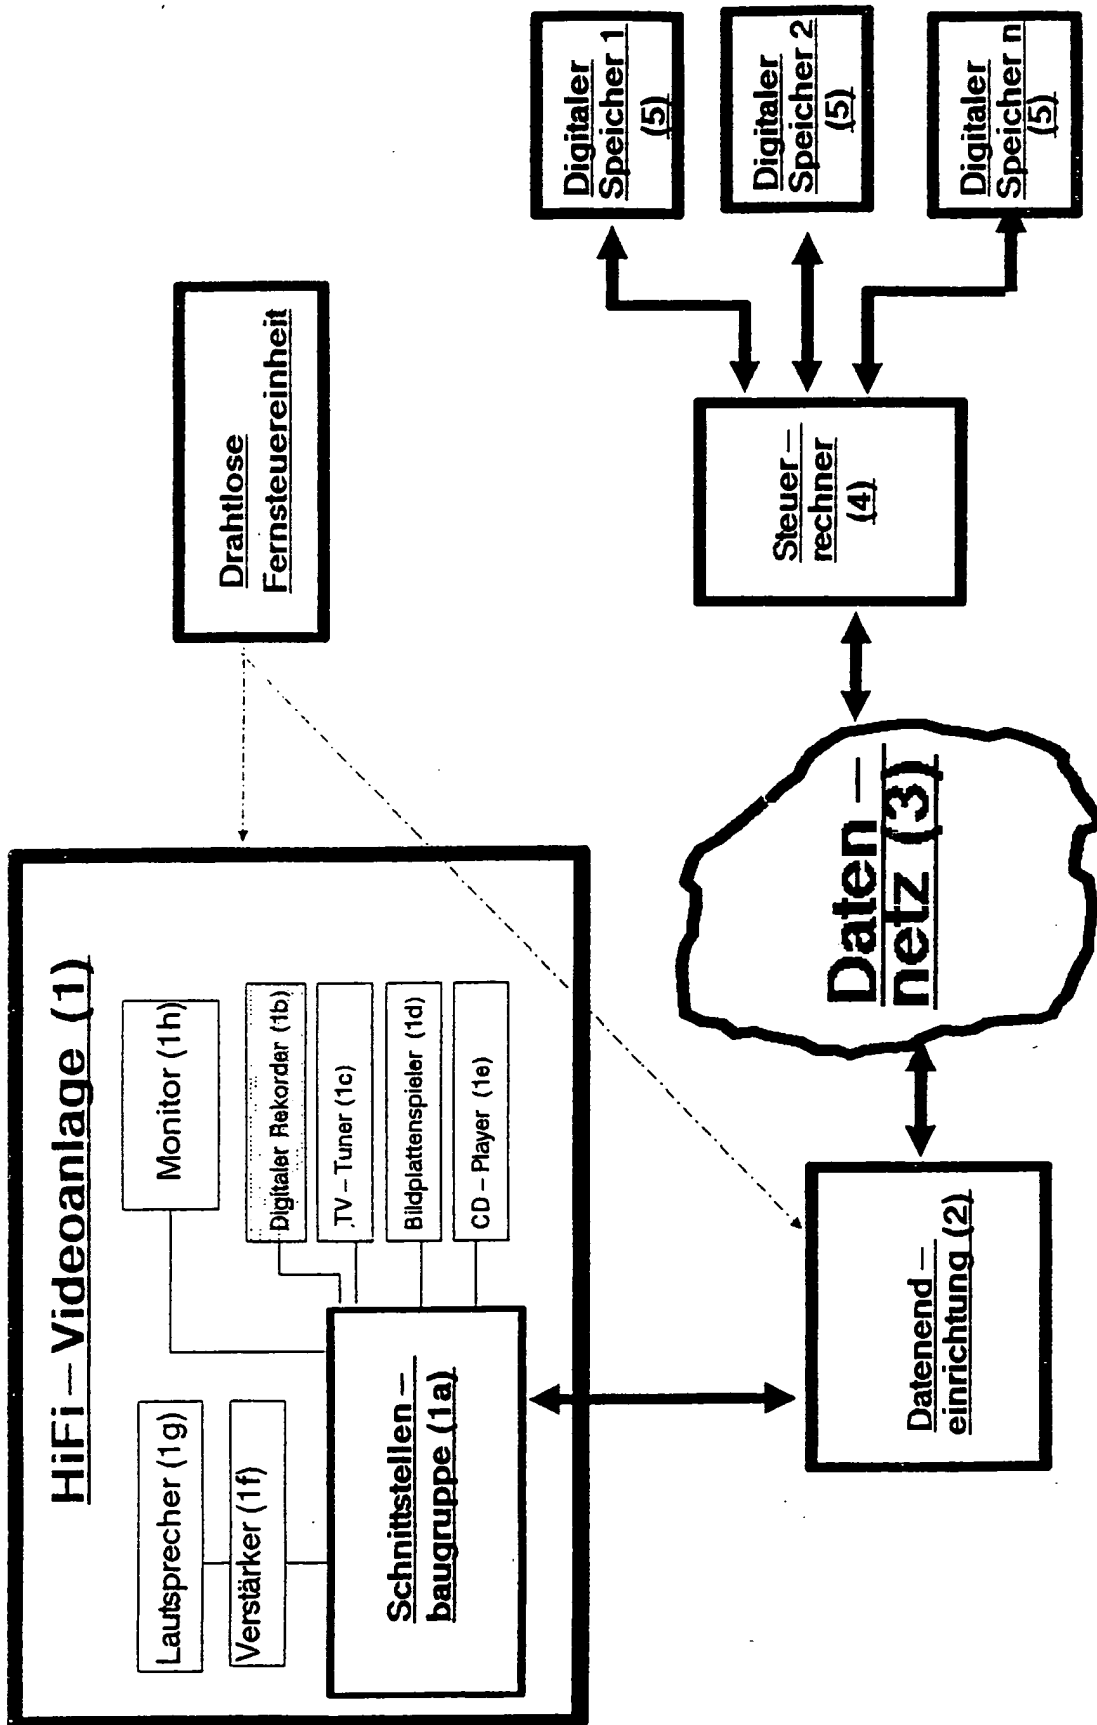 HiFi – Videoanlage (1)
Lautsprecher (1g)
Verstärker (1f)
Monitor (1h)
Digitaler Rekorder (1b)
TV – Tuner (1c)
Bildplattenspieler (1d)
CD – Player (1e)
Schnittstellen –
baugruppe (1a)
Drahtlose
Fernsteuereinheit
Datenend –
einrichtung (2)
Daten –
netz (3)
Steuer –
rechner
(4)
Digitaler
Speicher 1
(5)
Digitaler
Speicher 2
(5)
Digitaler
Speicher n
(5)